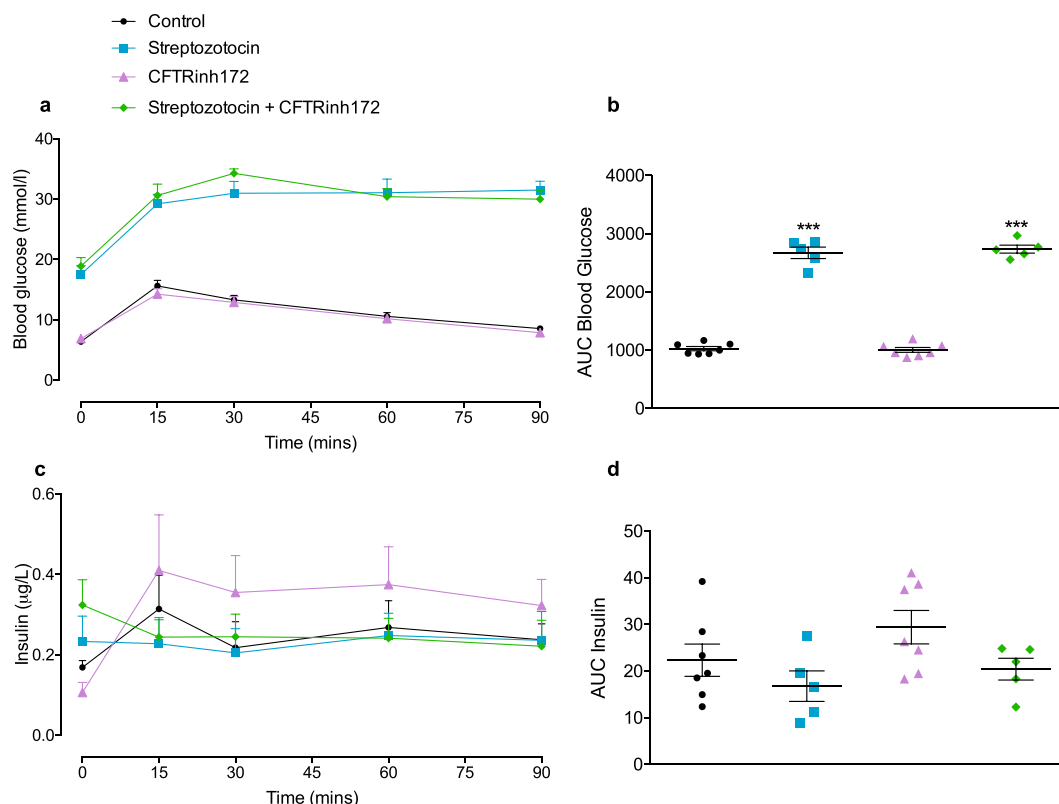 Control
Streptozotocin
CFTRinh172
Streptozotocin + CFTRinh172
a
Blood glucose (mmol/l)
40
30
20
10
0
0 15 30 45 60 75 90
Time (mins)
b
AUC Blood Glucose
4000
3000
2000
1000
0
***
***
c
Insulin (µg/L)
0.6
0.4
0.2
0.0
0 15 30 45 60 75 90
Time (mins)
d
AUC Insulin
50
40
30
20
10
0